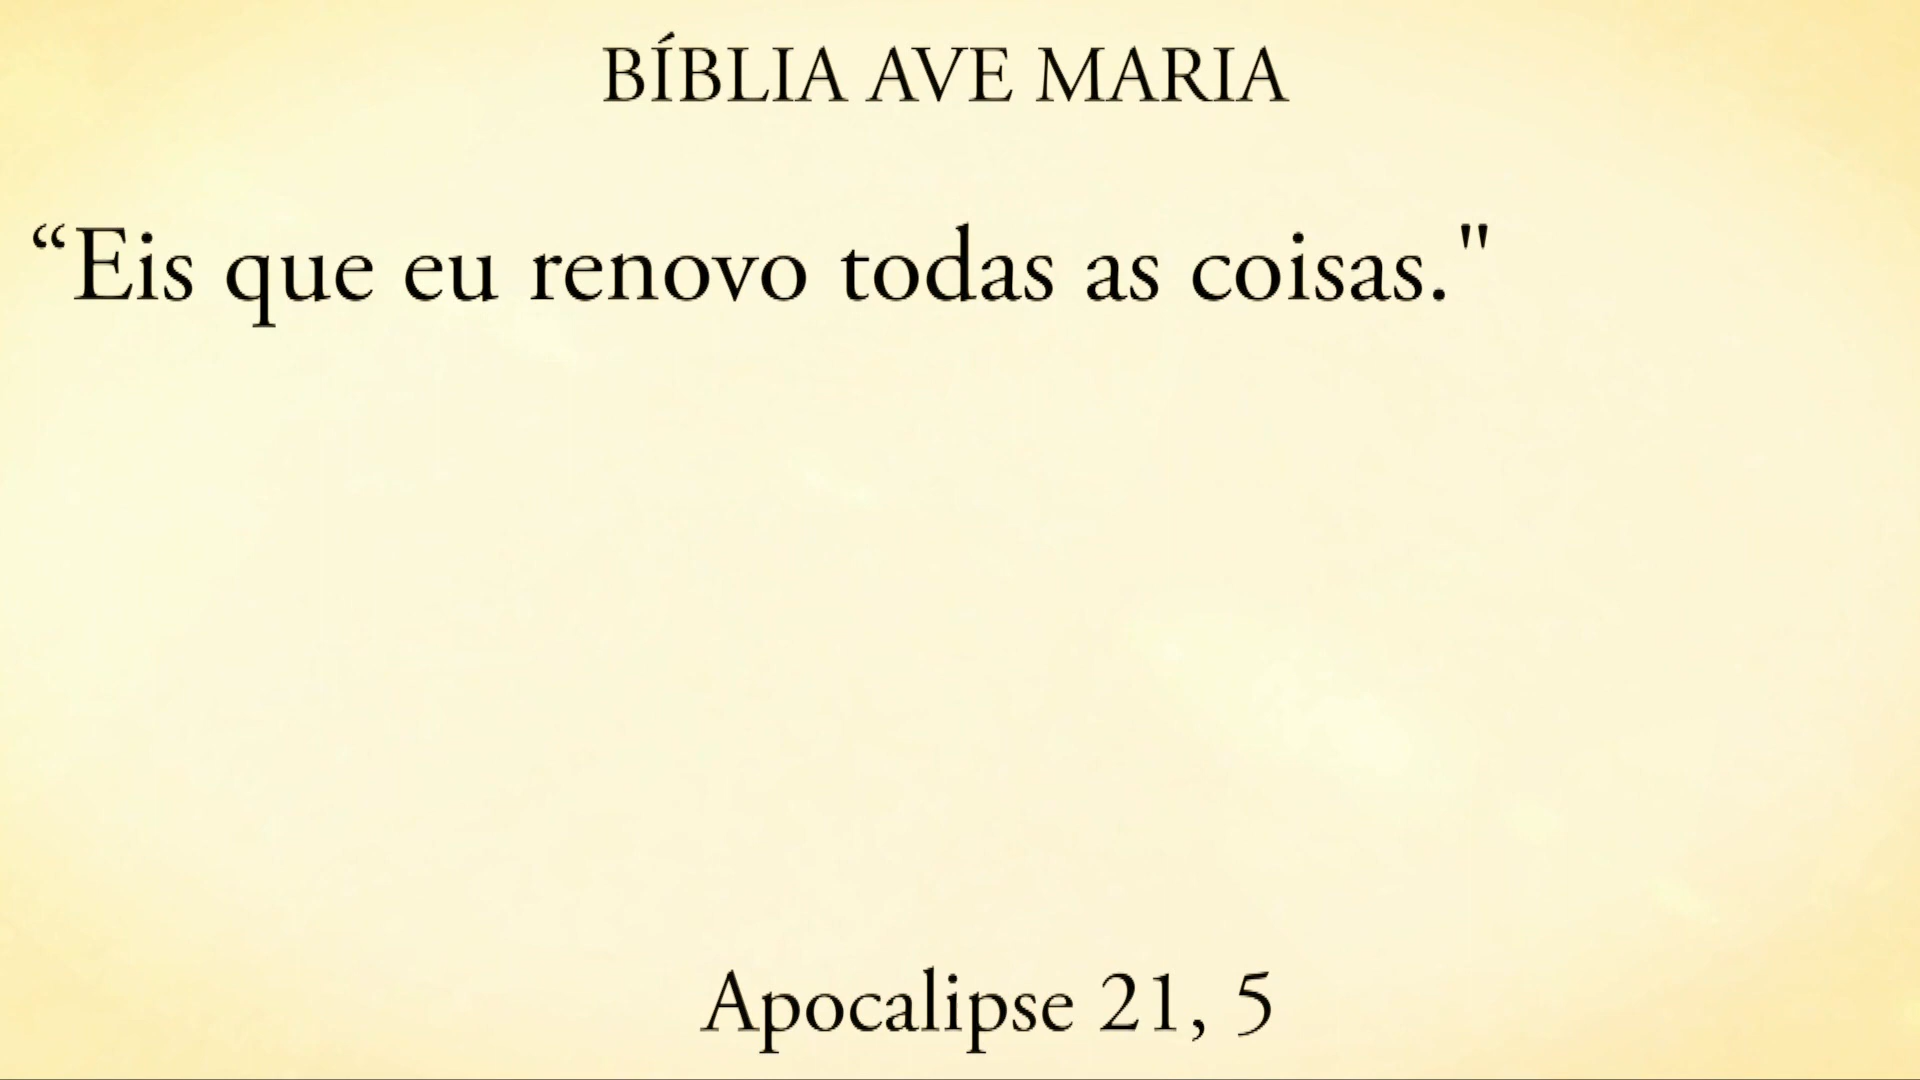 BÍBLIA AVE MARIA
“Eis que eu renovo todas as coisas."
Apocalipse 21, 5